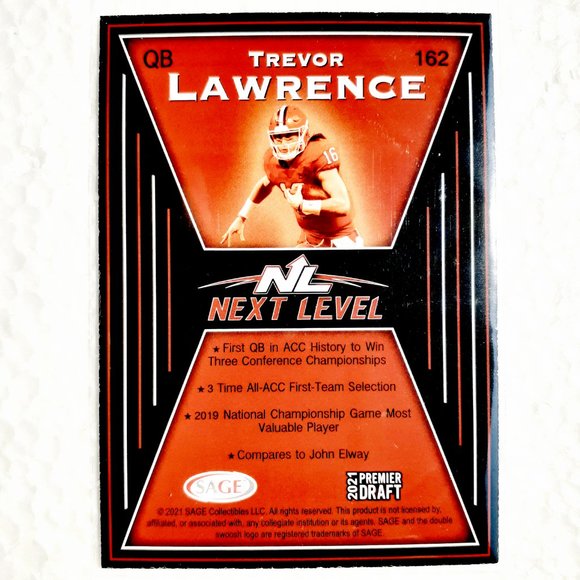 QB TREVOR 162
LAWRENCE
16
NL
NEXT LEVEL
★ First QB in ACC History to Win
Three Conference Championships
★ 3 Time All-ACC First-Team Selection
★ 2019 National Championship Game Most
Valuable Player
★ Compares to John Elway
SAGE
2021 PREMIER
DRAFT
© 2021 SAGE Collectibles LLC. All rights reserved. This product is not licensed by,
affiliated, or associated with, any collegiate institution or its agents. SAGE and the double
swoosh logo are registered trademarks of SAGE.